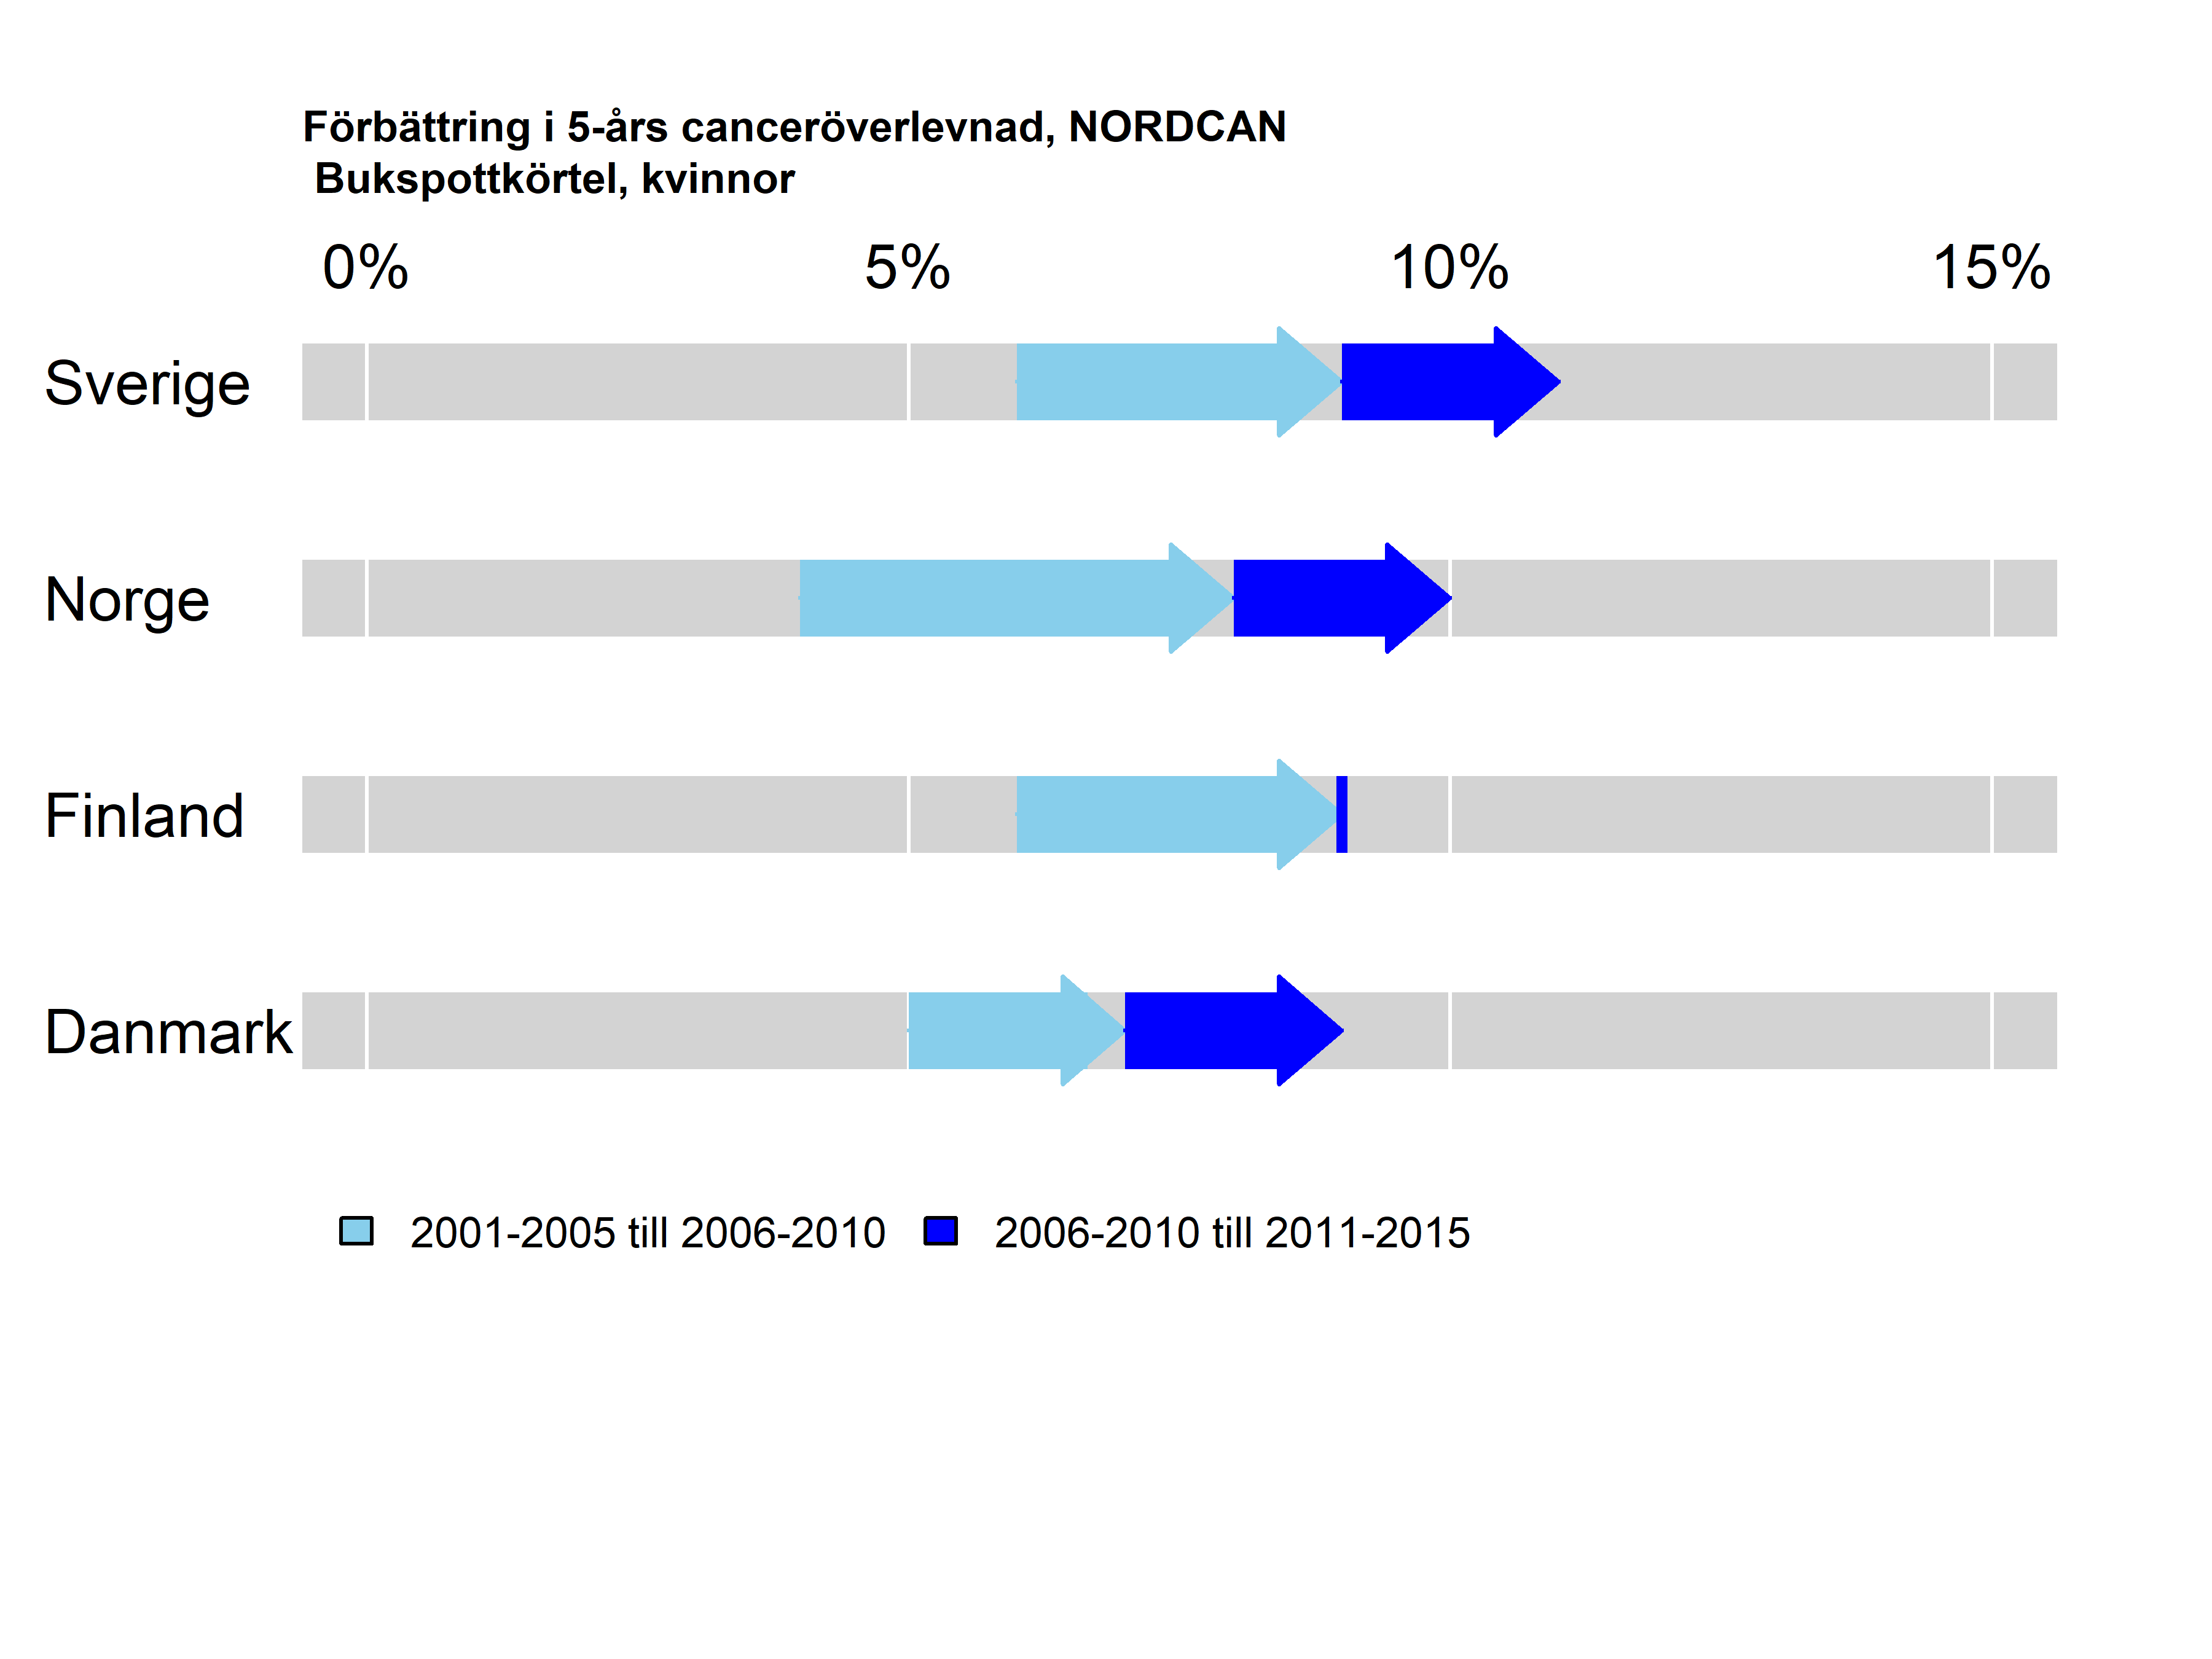 Förbättring i 5-års canceröverlevnad, NORDCAN
Bukspottkörtel, kvinnor
0% 5% 10% 15%
Sverige
Norge
Finland
Danmark
2001-2005 till 2006-2010 2006-2010 till 2011-2015